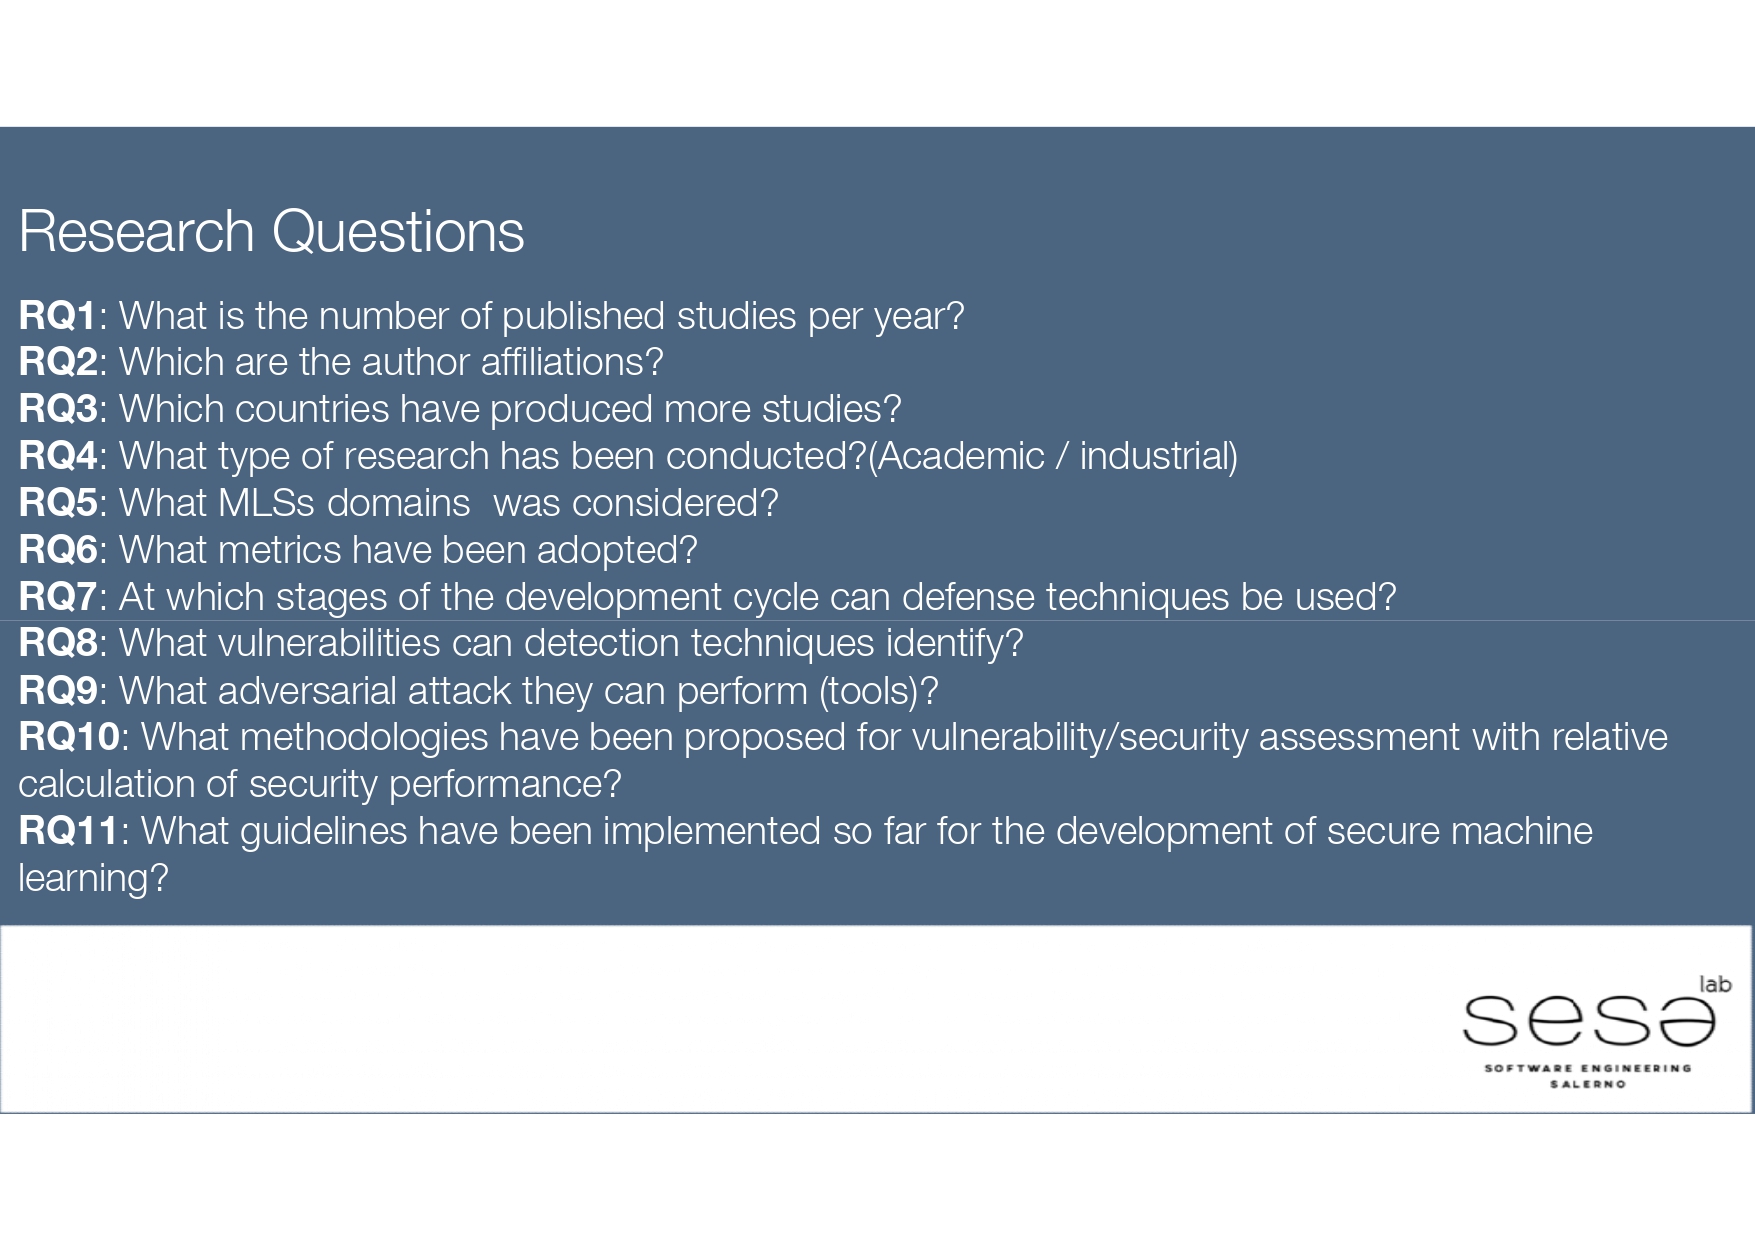 Research Questions
RQ1: What is the number of published studies per year?
RQ2: Which are the author affiliations?
RQ3: Which countries have produced more studies?
RQ4: What type of research has been conducted?(Academic / industrial)
RQ5: What MLSs domains  was considered?
RQ6: What metrics have been adopted?
RQ7: At which stages of the development cycle can defense techniques be used?
RQ8: What vulnerabilities can detection techniques identify?
RQ9: What adversarial attack they can perform (tools)?
RQ10: What methodologies have been proposed for vulnerability/security assessment with relative
calculation of security performance?
RQ11: What guidelines have been implemented so far for the development of secure machine
learning?
lab
sesə
SOFTWARE ENGINEERING
SALERNO